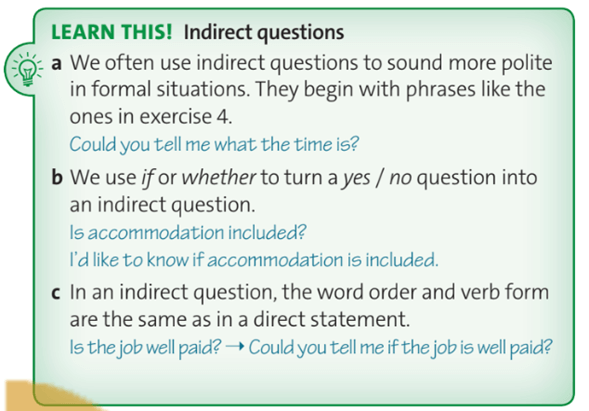 LEARN THIS! Indirect questions
a We often use indirect questions to sound more polite
in formal situations. They begin with phrases like the
ones in exercise 4.
Could you tell me what the time is?
b We use if or whether to turn a yes / no question into
an indirect question.
Is accommodation included?
I'd like to know if accommodation is included.
c In an indirect question, the word order and verb form
are the same as in a direct statement.
Is the job well paid? → Could you tell me if the job is well paid?